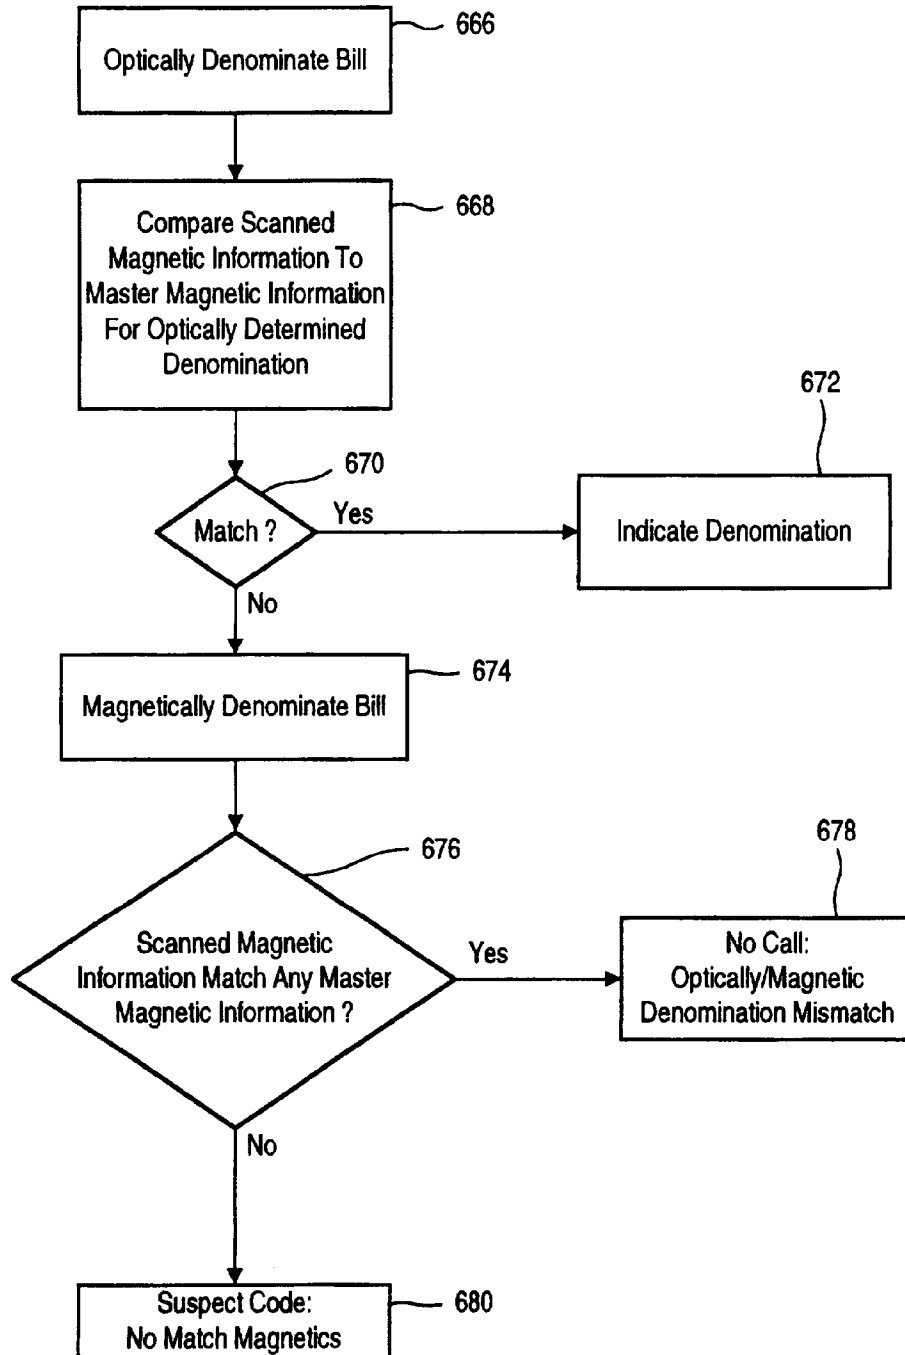 666
Optically Denominate Bill
668
Compare Scanned
Magnetic Information To
Master Magnetic Information
For Optically Determined
Denomination
670
Match ?
Yes
672
Indicate Denomination
No
674
Magnetically Denominate Bill
676
Scanned Magnetic
Information Match Any Master
Magnetic Information ?
Yes
678
No Call:
Optically/Magnetic
Denomination Mismatch
No
680
Suspect Code:
No Match Magnetics